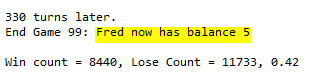 330 turns later.
End Game 99: Fred now has balance 5
Win count = 8440, Lose Count = 11733, 0.42